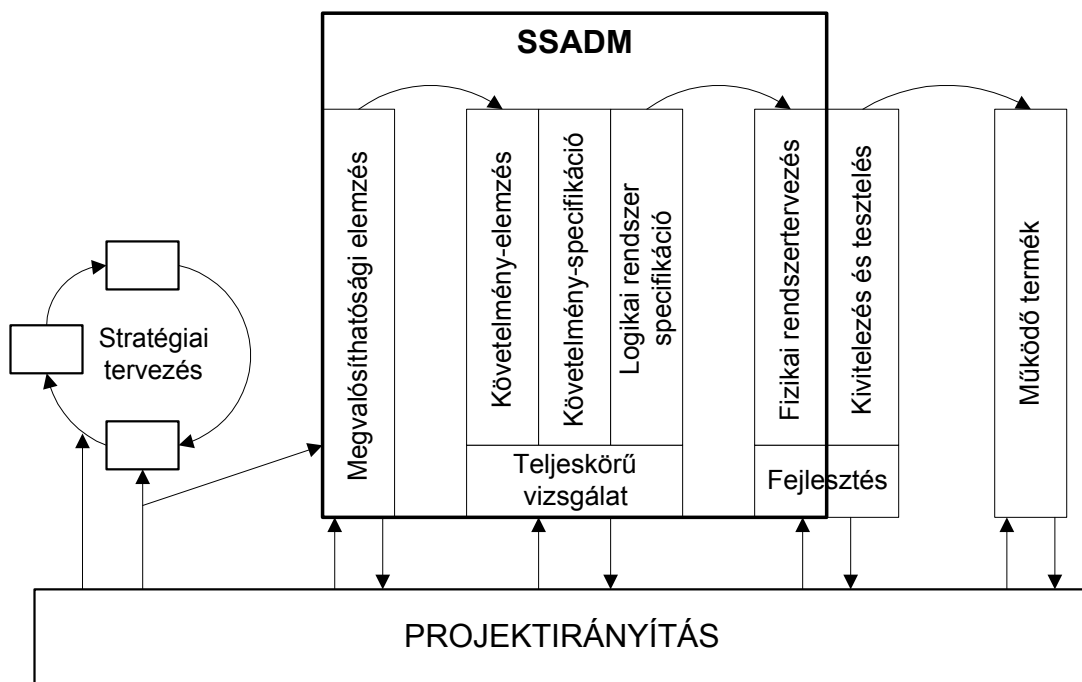 SSADM
Stratégiai
tervezés
Megvalósíthatósági elemzés
Követelmény-elemzés
Követelmény-specifikáció
Logikai rendszer
specifikáció
Teljeskörű
vizsgálat
Fizikai rendszertervezés
Kivitelezés és tesztelés
Fejlesztés
Működő termék
PROJEKTIRÁNYÍTÁS